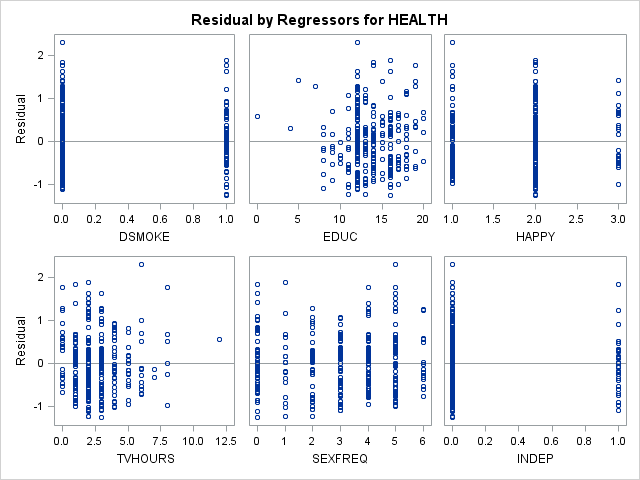 Residual by Regressors for HEALTH
Residual
2
1
0
-1
0.0 0.2 0.4 0.6 0.8 1.0
DSMOKE
0 5 10 15 20
EDUC
1.0 1.5 2.0 2.5 3.0
HAPPY
Residual
2
1
0
-1
0.0 2.5 5.0 7.5 10.0 12.5
TVHOURS
0 1 2 3 4 5 6
SEXFREQ
0.0 0.2 0.4 0.6 0.8 1.0
INDEP